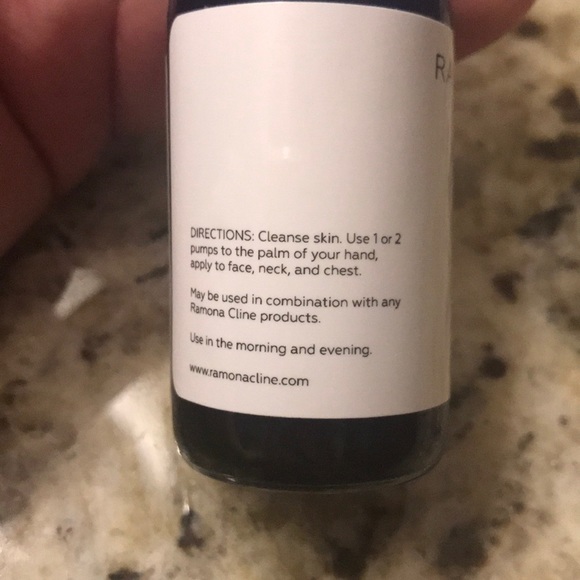 DIRECTIONS: Cleanse skin. Use 1 or 2
pumps to the palm of your hand,
apply to face, neck, and chest.
May be used in combination with any
Ramona Cline products.
Use in the morning and evening.
www.ramonacline.com